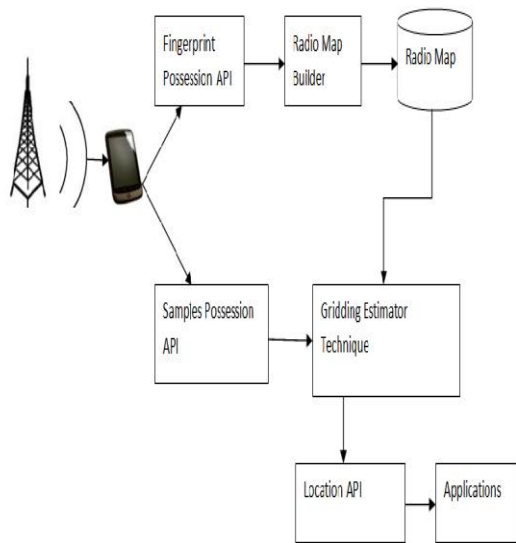 Fingerprint
Possession API
Radio Map
Builder
Radio Map
Samples Possession
API
Gridding Estimator
Technique
Location API
Applications